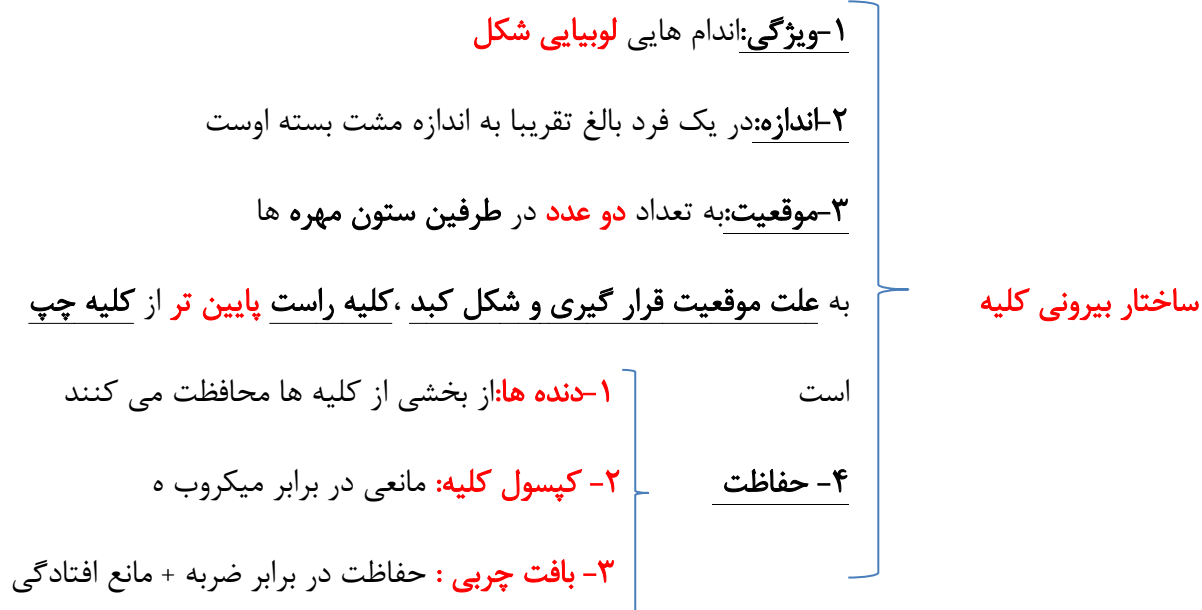 ساختار بیرونی کلیه
۱-ویژگی:اندام هایی لوبیایی شکل
۲-اندازه:در یک فرد بالغ تقریبا به اندازه مشت بسته اوست
۳-موقعیت:به تعداد دو عدد در طرفین ستون مهره ها
به علت موقعیت قرار گیری و شکل کبد ،کلیه راست پایین تر از کلیه چپ
است
۴- حفاظت
۱-دنده ها:از بخشی از کلیه ها محافظت می کنند
۲- کپسول کلیه: مانعی در برابر میکروب ه
۳- بافت چربی : حفاظت در برابر ضربه + مانع افتادگی